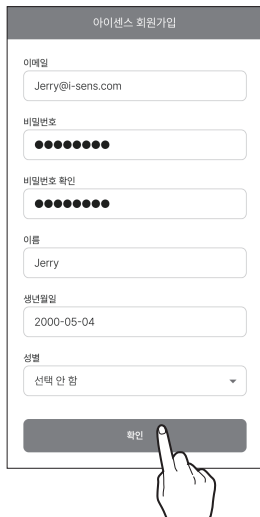 아이센스 회원가입
이메일
Jerry@i-sens.com
비밀번호
●●●●●●●●
비밀번호 확인
●●●●●●●●
이름
Jerry
생년월일
2000-05-04
성별
선택 안 함
확인